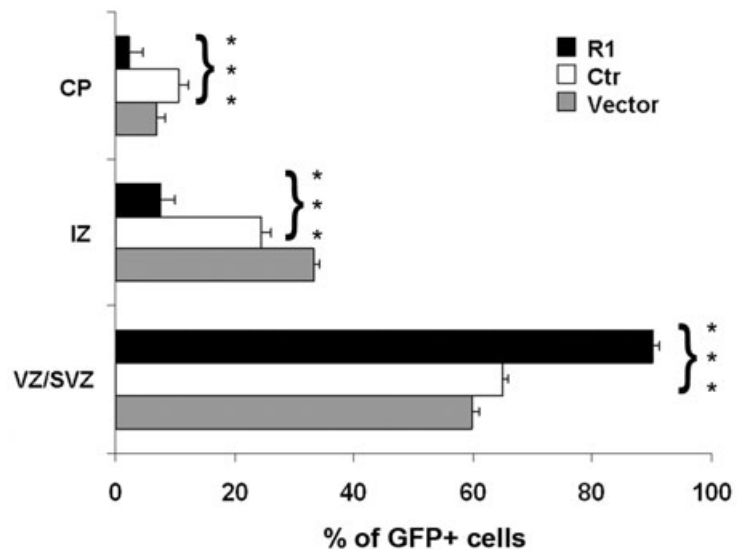 CP
*
*
*
R1
Ctr
Vector
IZ
*
*
*
VZ/SVZ
*
*
*
0 20 40 60 80 100
% of GFP+ cells